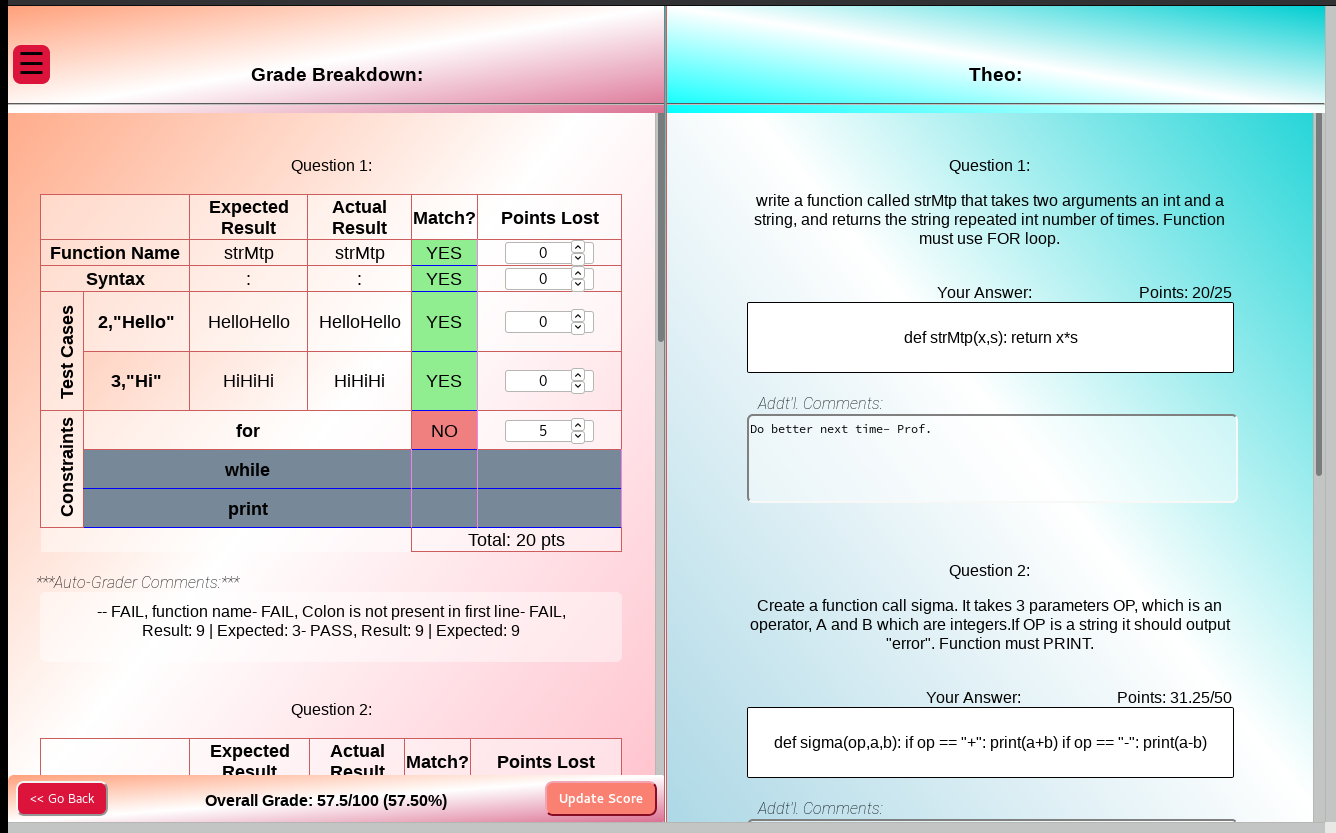 Grade Breakdown:
Question 1:
Expected Result Actual Result Match? Points Lost
Function Name strMtp strMtp YES 0
Syntax : : YES 0
Test Cases
2,"Hello" HelloHello HelloHello YES 0
3,"Hi" HiHiHi HiHiHi YES 0
Constraints
for NO 5
while
print
Total: 20 pts
***Auto-Grader Comments:***
-- FAIL, function name- FAIL, Colon is not present in first line- FAIL,
Result: 9 | Expected: 3- PASS, Result: 9 | Expected: 9
Question 2:
Expected Result Actual Result Match? Points Lost
<< Go Back
Overall Grade: 57.5/100 (57.50%)
Update Score
Theo:
Question 1:
write a function called strMtp that takes two arguments an int and a
string, and returns the string repeated int number of times. Function
must use FOR loop.
Your Answer: Points: 20/25
def strMtp(x,s): return x*s
Addt'l. Comments:
Do better next time- Prof.
Question 2:
Create a function call sigma. It takes 3 parameters OP, which is an
operator, A and B which are integers.If OP is a string it should output
"error". Function must PRINT.
Your Answer: Points: 31.25/50
def sigma(op,a,b): if op == "+": print(a+b) if op == "-": print(a-b)
Addt'l. Comments: